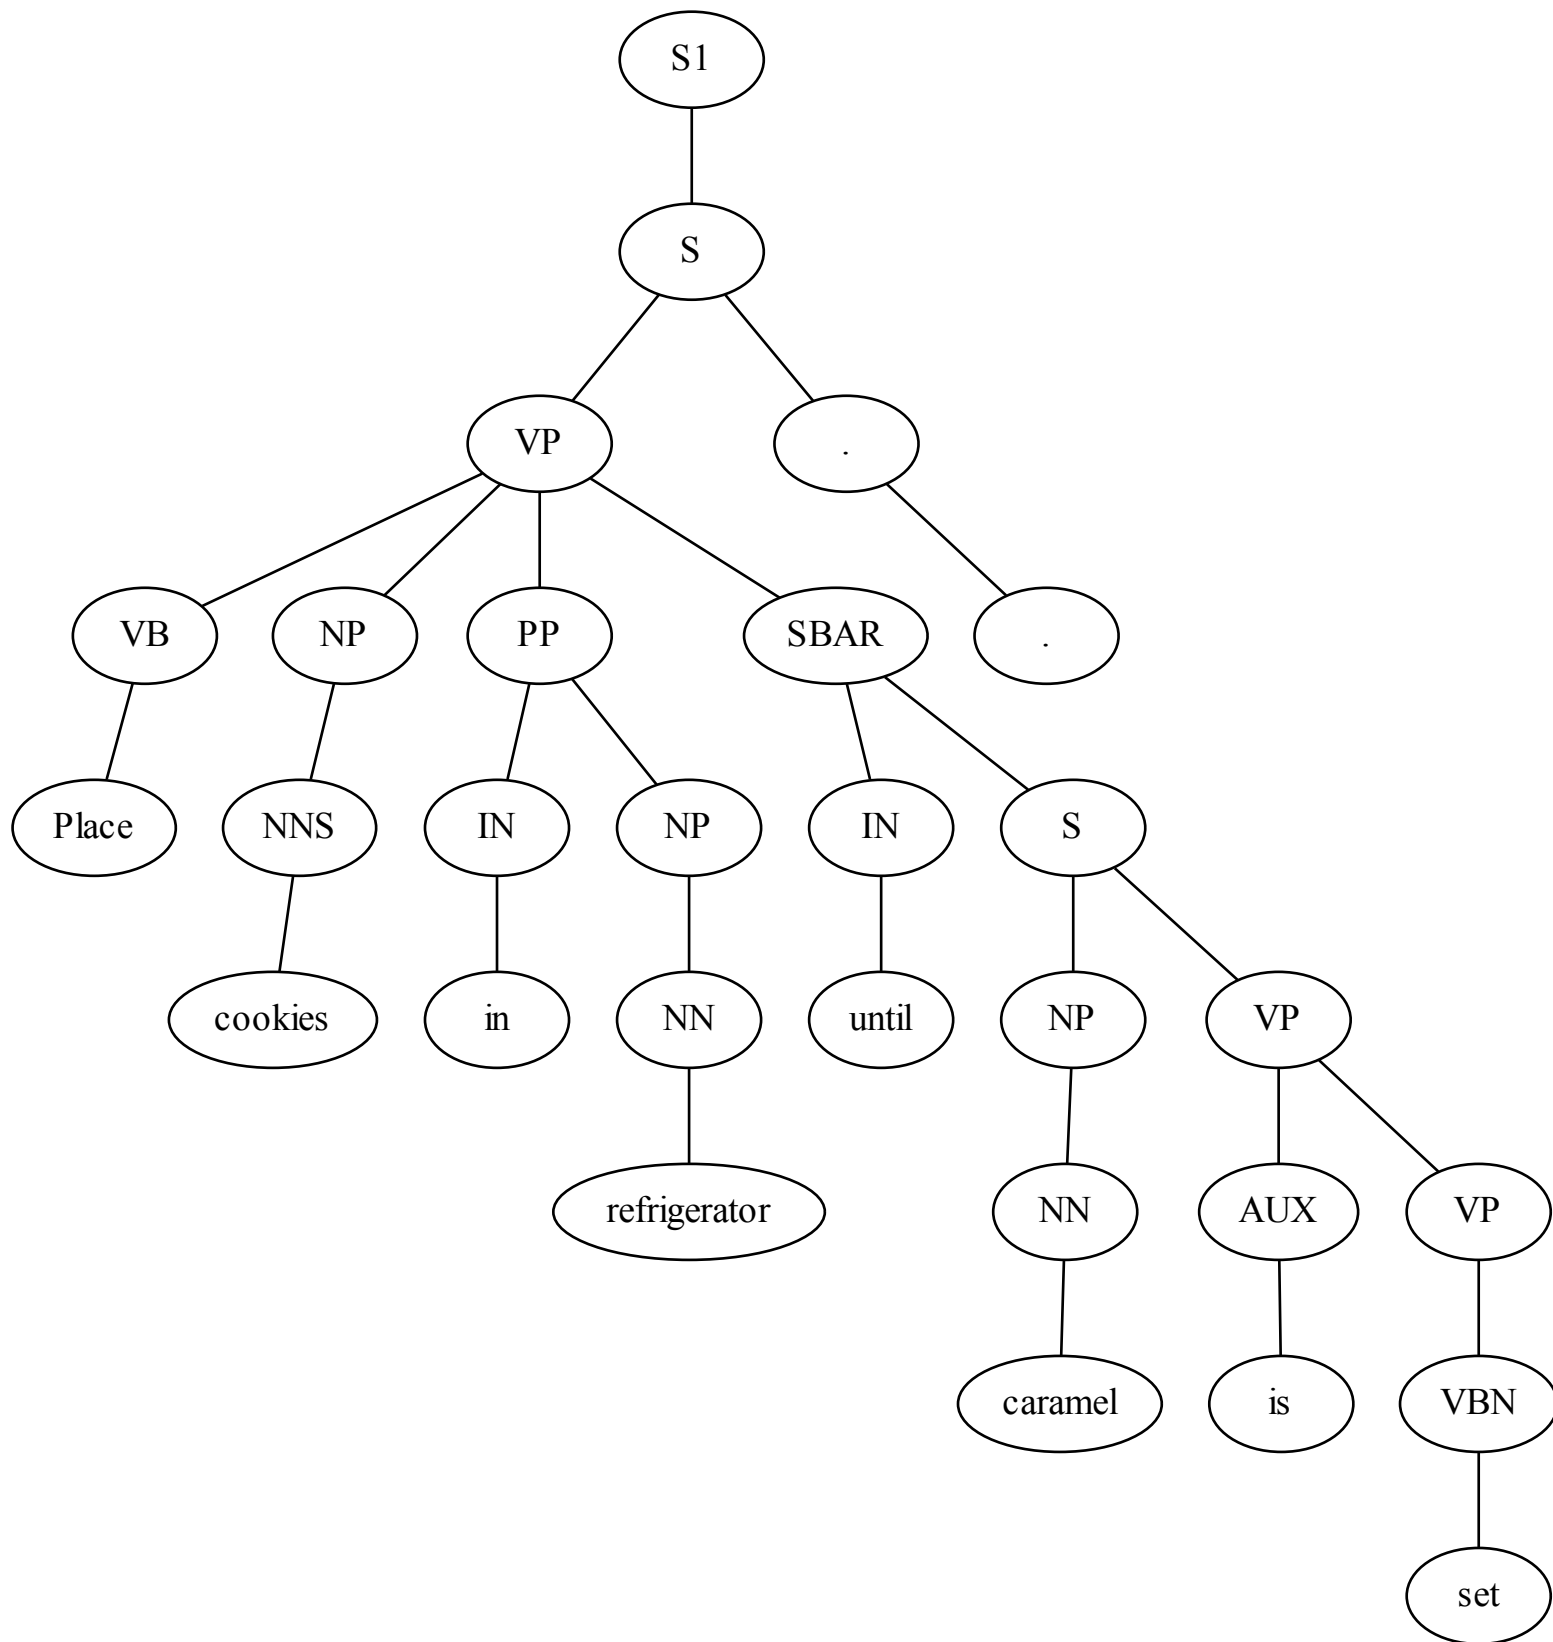 S1
S
VP .
VB NP PP SBAR .
Place NNS IN NP IN S
cookies in NN until NP VP
refrigerator NN AUX VP
caramel is VBN
set